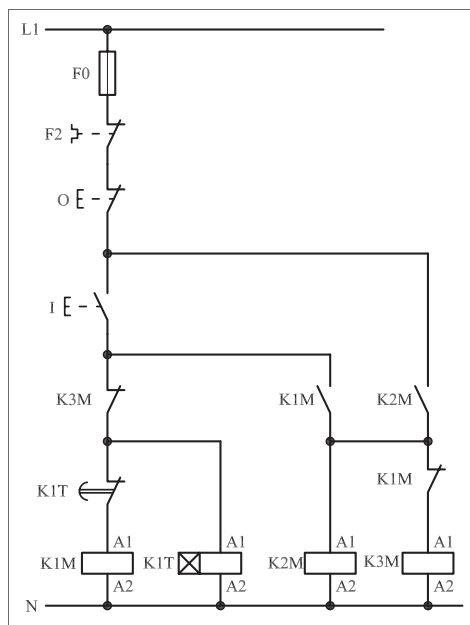 L1
F0
F2
O
I
K3M K1M K2M
K1T K1M
A1 A1 A1 A1
K1M K1T K2M K3M
A2 A2 A2 A2
N